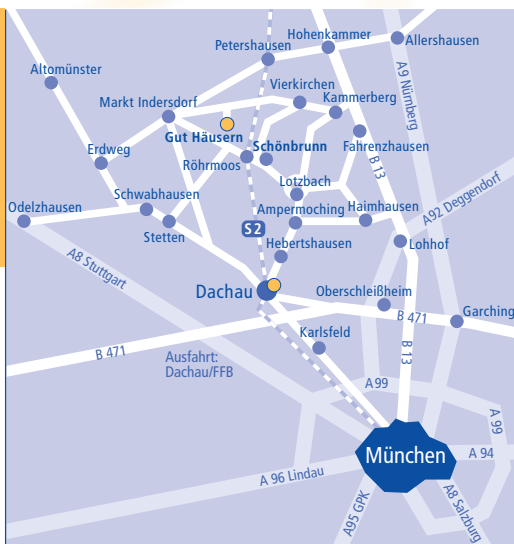 Hohenkammer
Petershausen
Allershausen
Altomünster
A9 Nürnberg
Vierkirchen
Markt Indersdorf
Kammerberg
Gut Häusern
Schönbrunn
Fahrenzhausen
Erdweg
Röhrmoos
B 13
Lotzbach
A92 Deggendorf
Schwabhausen
Odelzhausen
Ampermoching
Haimhausen
Stetten
S 2
Hebertshausen
Lohhof
A8 Stuttgart
Dachau
Oberschleißheim
B 471
Garching
Karlsfeld
B 471
B 13
Ausfahrt:
Dachau/FFB
A99
A 99
München
A 94
A 96 Lindau
A95 GPK
A8 Salzburg